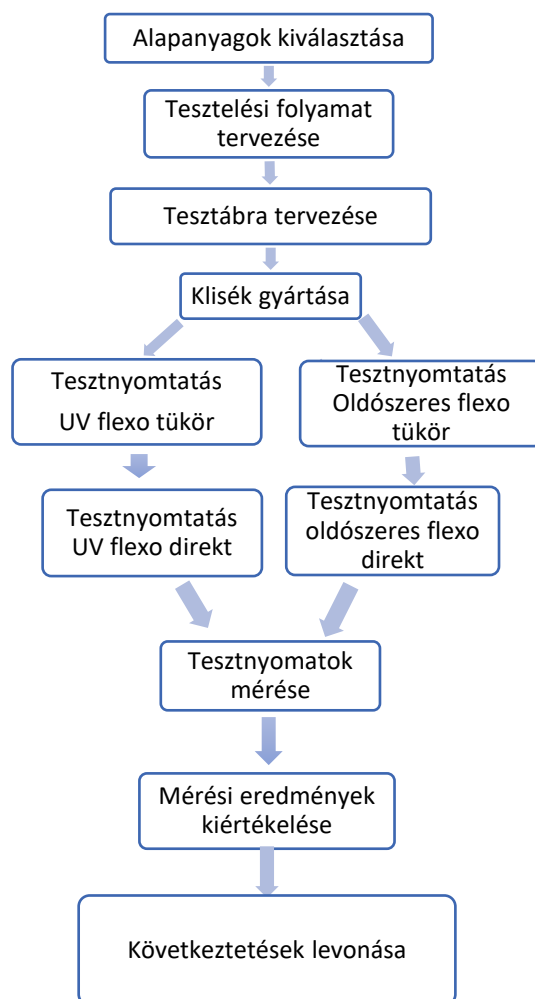 Alapanyagok kiválasztása
Tesztelési folyamat
tervezése
Tesztábra tervezése
Klisék gyártása
Tesztnyomtatás
UV flexo tükör
Tesztnyomtatás
Oldószeres flexo
tükör
Tesztnyomtatás
UV flexo direkt
Tesztnyomtatás
oldószeres flexo
direkt
Tesztnyomatok
mérése
Mérési eredmények
kiértékelése
Következtetések levonása